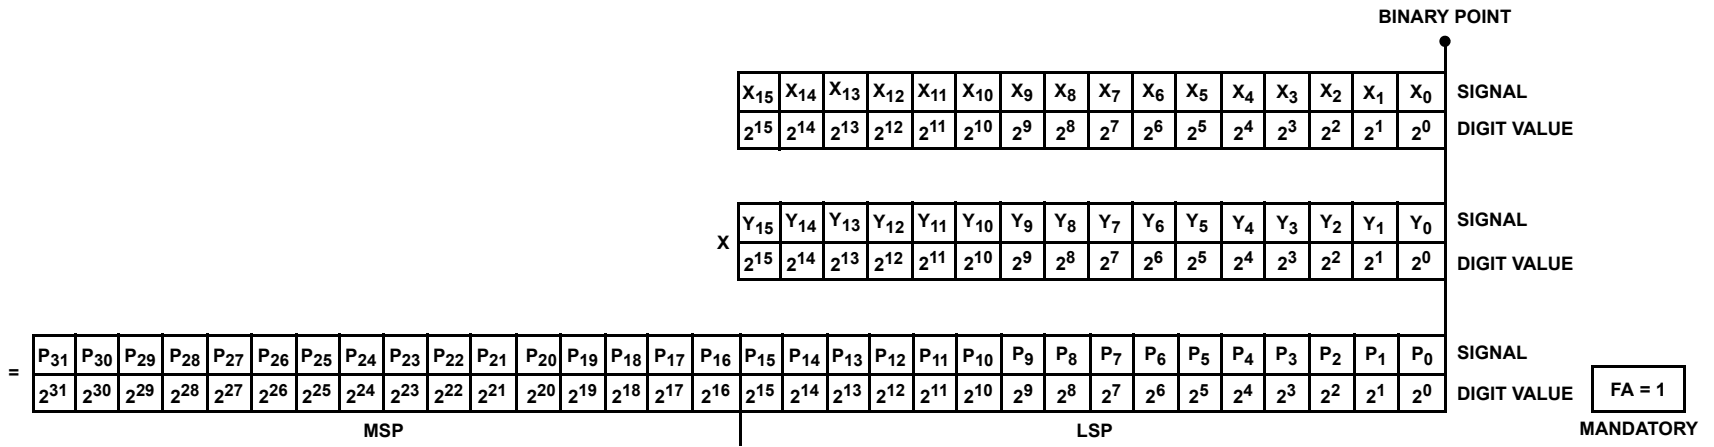 BINARY POINT
X15 X14 X13 X12 X11 X10 X9 X8 X7 X6 X5 X4 X3 X2 X1 X0 SIGNAL
2^15 2^14 2^13 2^12 2^11 2^10 2^9 2^8 2^7 2^6 2^5 2^4 2^3 2^2 2^1 2^0 DIGIT VALUE
X
Y15 Y14 Y13 Y12 Y11 Y10 Y9 Y8 Y7 Y6 Y5 Y4 Y3 Y2 Y1 Y0 SIGNAL
2^15 2^14 2^13 2^12 2^11 2^10 2^9 2^8 2^7 2^6 2^5 2^4 2^3 2^2 2^1 2^0 DIGIT VALUE
=
P31 P30 P29 P28 P27 P26 P25 P24 P23 P22 P21 P20 P19 P18 P17 P16 P15 P14 P13 P12 P11 P10 P9 P8 P7 P6 P5 P4 P3 P2 P1 P0 SIGNAL
2^31 2^30 2^29 2^28 2^27 2^26 2^25 2^24 2^23 2^22 2^21 2^20 2^19 2^18 2^17 2^16 2^15 2^14 2^13 2^12 2^11 2^10 2^9 2^8 2^7 2^6 2^5 2^4 2^3 2^2 2^1 2^0 DIGIT VALUE
FA = 1
MSP LSP MANDATORY